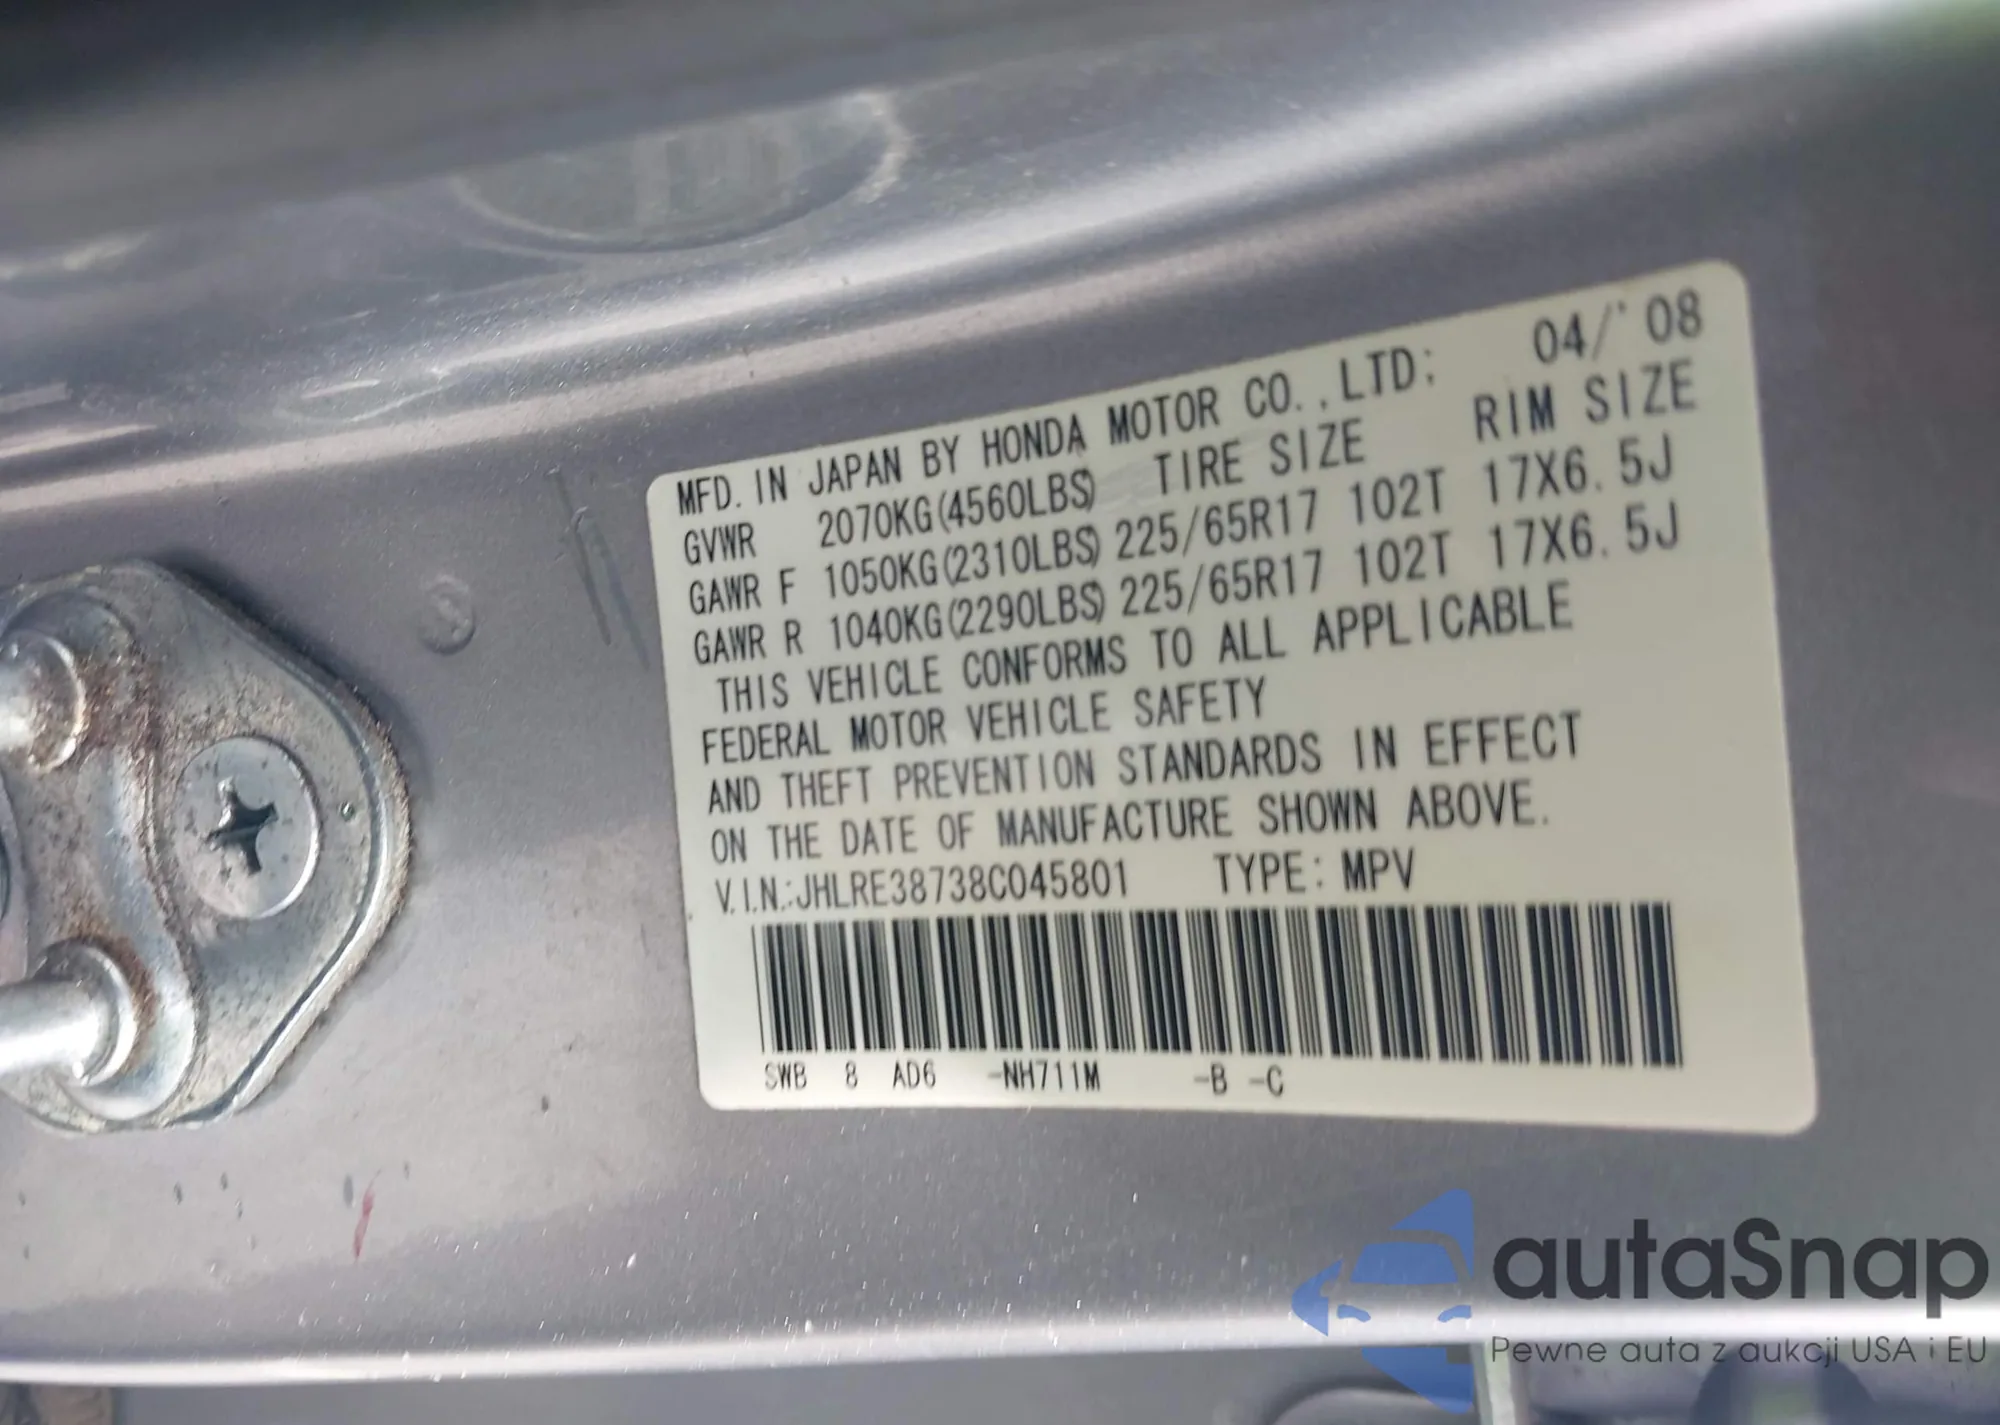 MFD. IN JAPAN BY HONDA MOTOR CO.,LTD: 04/'08
GVWR 2070KG(4560LBS) TIRE SIZE RIM SIZE
GAWR F 1050KG(2310LBS) 225/65R17 102T 17X6.5J
GAWR R 1040KG(2290LBS) 225/65R17 102T 17X6.5J
THIS VEHICLE CONFORMS TO ALL APPLICABLE
FEDERAL MOTOR VEHICLE SAFETY
AND THEFT PREVENTION STANDARDS IN EFFECT
ON THE DATE OF MANUFACTURE SHOWN ABOVE.
V.I.N.:JHLRE38738C045801 TYPE: MPV
SWB 8 AD6 -NH711M -B -C
autaSnap
Pewne auta z aukcji USA i EU